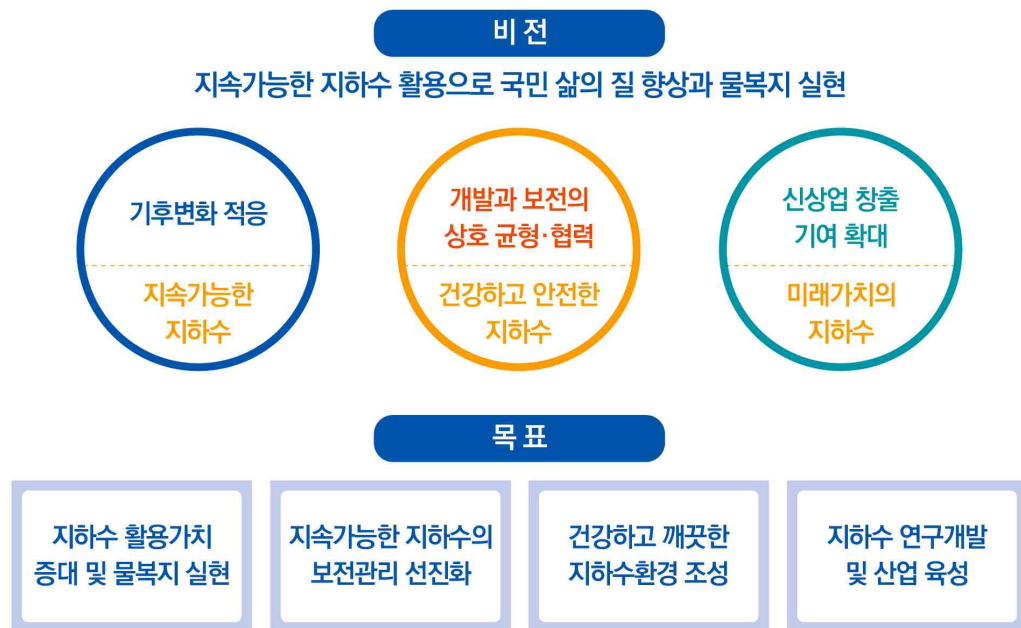 비전
지속가능한 지하수 활용으로 국민 삶의 질 향상과 물복지 실현
기후변화 적응
지속가능한
지하수
개발과 보전의
상호 균형·협력
건강하고 안전한
지하수
신상업 창출
기여 확대
미래가치의
지하수
목표
지하수 활용가치
증대 및 물복지 실현
지속가능한 지하수의
보전관리 선진화
건강하고 깨끗한
지하수환경 조성
지하수 연구개발
및 산업 육성